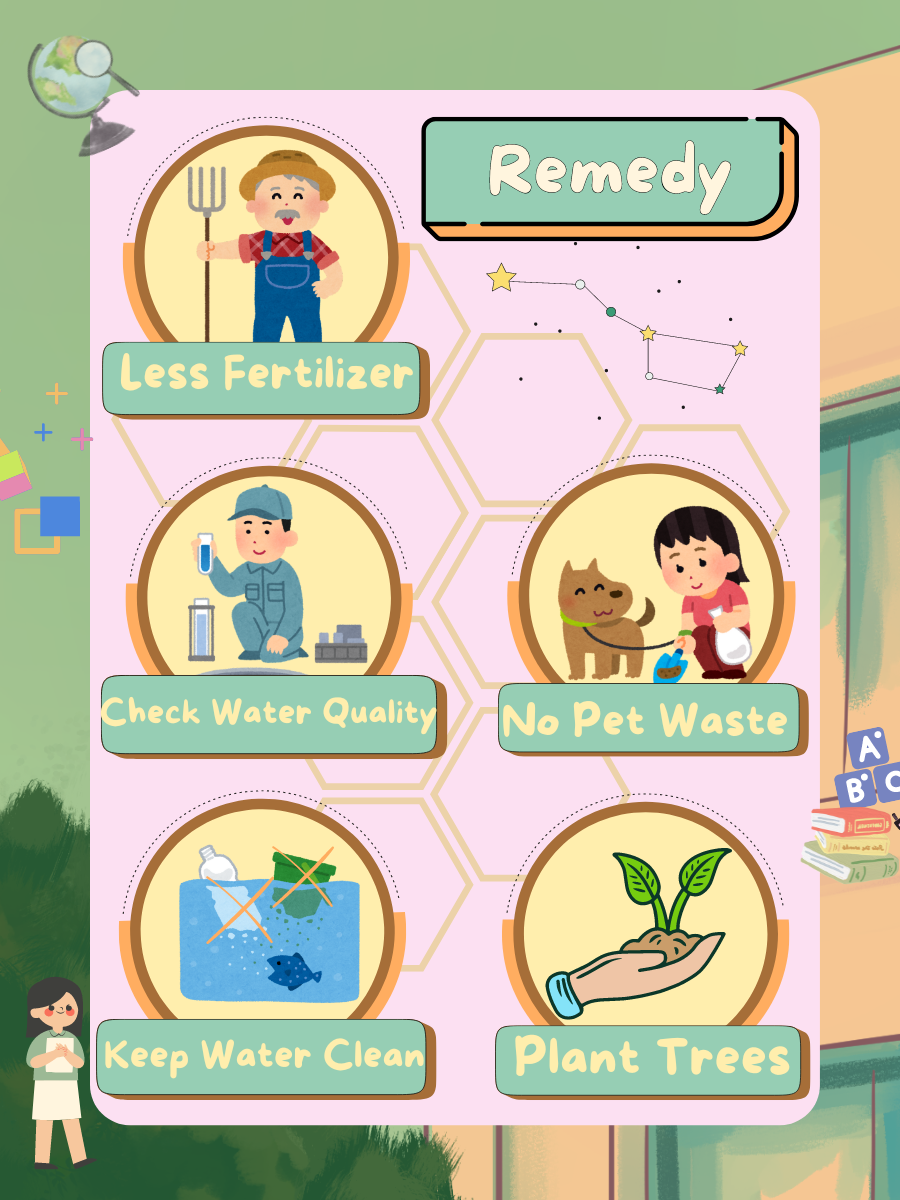 Remedy
Less Fertilizer
Check Water Quality
No Pet Waste
Keep Water Clean
Plant Trees
A
B C